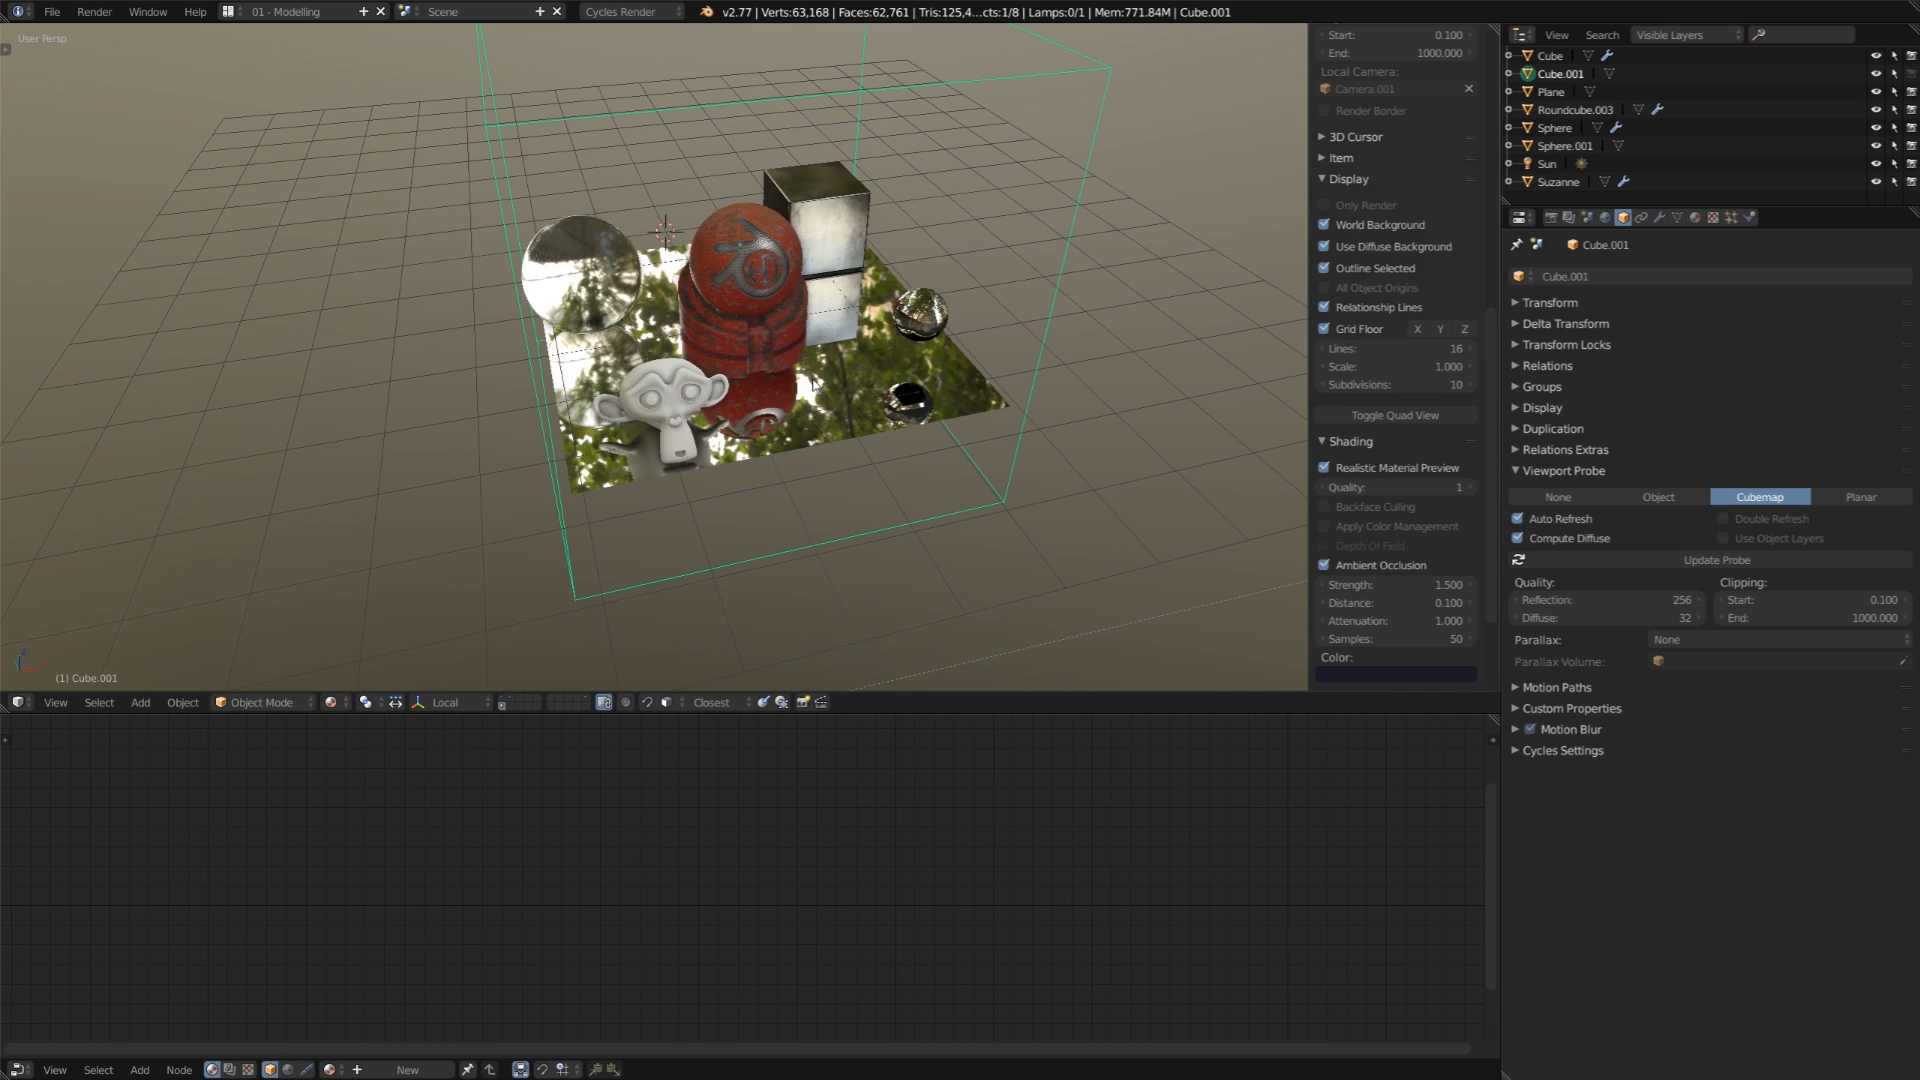 File Render Window Help 01 - Modelling Scene Cycles Render v2.77 | Verts:63,168 | Faces:62,761 | Tris:125,4...cts:1/8 | Lamps:0/1 | Mem:771.84M | Cube.001
User Persp
(1) Cube.001
View Select Add Object Object Mode Local Closest
Start: 0.100
End: 1000.000
Local Camera:
Camera.001
Render Border
3D Cursor
Item
Display
Only Render
World Background
Use Diffuse Background
Outline Selected
All Object Origins
Relationship Lines
Grid Floor X Y Z
Lines: 16
Scale: 1.000
Subdivisions: 10
Toggle Quad View
Shading
Realistic Material Preview
Quality: 1
Backface Culling
Apply Color Management
Depth Of Field
Ambient Occlusion
Strength: 1.500
Distance: 0.100
Attenuation: 1.000
Samples: 50
Color:
View Search Visible Layers
Cube
Cube.001
Plane
Roundcube.003
Sphere
Sphere.001
Sun
Suzanne
Cube.001
Cube.001
Transform
Delta Transform
Transform Locks
Relations
Groups
Display
Duplication
Relations Extras
Viewport Probe
None Object Cubemap Planar
Auto Refresh Double Refresh
Compute Diffuse Use Object Layers
Update Probe
Quality: Clipping:
Reflection: 256 Start: 0.100
Diffuse: 32 End: 1000.000
Parallax: None
Parallax Volume:
Motion Paths
Custom Properties
Motion Blur
Cycles Settings
View Select Add Node New